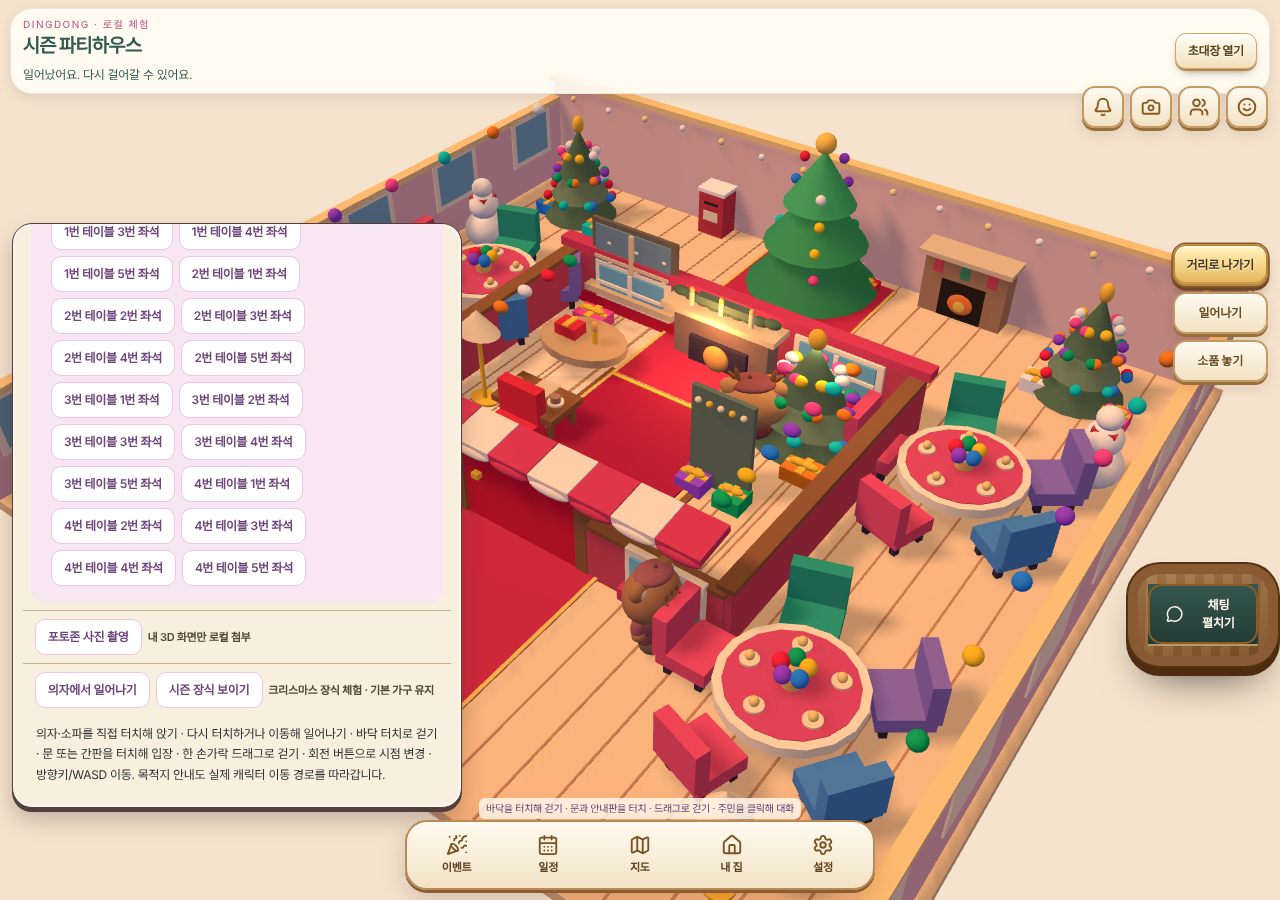 DINGDONG · 로컬 체험
시즌 파티하우스
일어났어요. 다시 걸어갈 수 있어요.
초대장 열기
거리로 나가기
일어나기
소품 놓기
1번 테이블 3번 좌석
1번 테이블 4번 좌석
1번 테이블 5번 좌석
2번 테이블 1번 좌석
2번 테이블 2번 좌석
2번 테이블 3번 좌석
2번 테이블 4번 좌석
2번 테이블 5번 좌석
3번 테이블 1번 좌석
3번 테이블 2번 좌석
3번 테이블 3번 좌석
3번 테이블 4번 좌석
3번 테이블 5번 좌석
4번 테이블 1번 좌석
4번 테이블 2번 좌석
4번 테이블 3번 좌석
4번 테이블 4번 좌석
4번 테이블 5번 좌석
포토존 사진 촬영
내 3D 화면만 로컬 첨부
의자에서 일어나기
시즌 장식 보이기
크리스마스 장식 체험 · 기본 가구 유지
의자·소파를 직접 터치해 앉기 · 다시 터치하거나 이동해 일어나기 · 바닥 터치로 걷기
· 문 또는 간판을 터치해 입장 · 한 손가락 드래그로 걷기 · 회전 버튼으로 시점 변경 ·
방향키/WASD 이동. 목적지 안내도 실제 캐릭터 이동 경로를 따라갑니다.
채팅
펼치기
바닥을 터치해 걷기 · 문과 안내판을 터치 · 드래그로 걷기 · 주민을 클릭해 대화
이벤트
일정
지도
내 집
설정